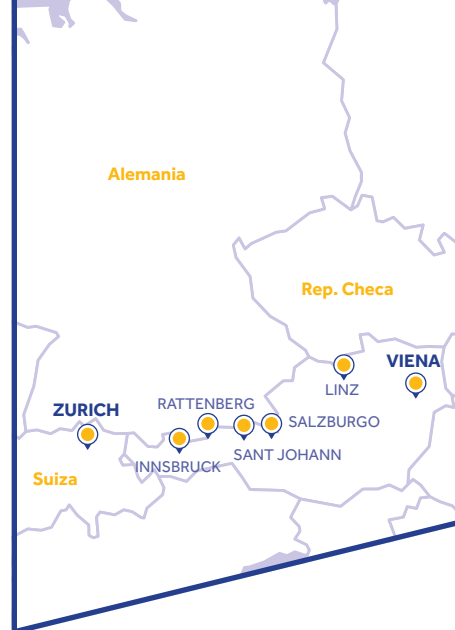 Alemania
Rep. Checa
VIENA
LINZ
RATTENBERG
ZURICH
SALZBURGO
SANT JOHANN
INNSBRUCK
Suiza